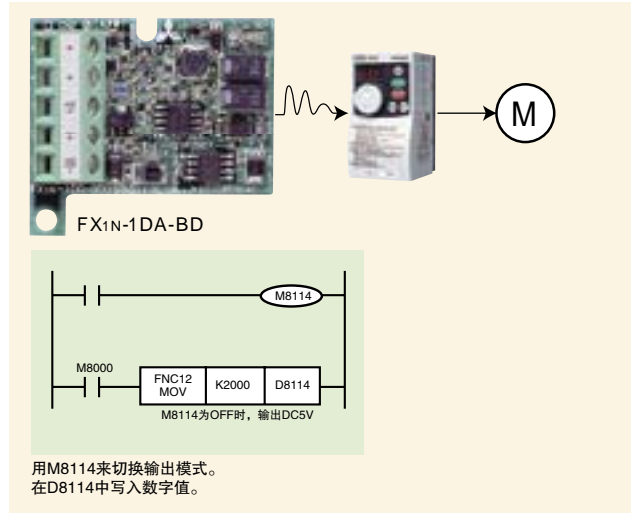 M
FX1N-1DA-BD
M8114
M8000
FNC12
MOV
K2000
D8114
M8114为OFF时，输出DC5V
用M8114来切换输出模式。
在D8114中写入数字值。